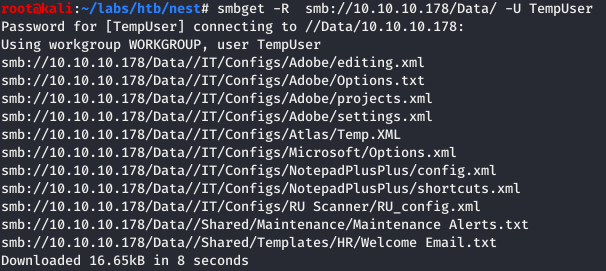 root@kali:~/labs/htb/nest# smbget -R  smb://10.10.10.178/Data/ -U TempUser
Password for [TempUser] connecting to //Data/10.10.10.178:
Using workgroup WORKGROUP, user TempUser
smb://10.10.10.178/Data//IT/Configs/Adobe/editing.xml
smb://10.10.10.178/Data//IT/Configs/Adobe/Options.txt
smb://10.10.10.178/Data//IT/Configs/Adobe/projects.xml
smb://10.10.10.178/Data//IT/Configs/Adobe/settings.xml
smb://10.10.10.178/Data//IT/Configs/Atlas/Temp.XML
smb://10.10.10.178/Data//IT/Configs/Microsoft/Options.xml
smb://10.10.10.178/Data//IT/Configs/NotepadPlusPlus/config.xml
smb://10.10.10.178/Data//IT/Configs/NotepadPlusPlus/shortcuts.xml
smb://10.10.10.178/Data//IT/Configs/RU Scanner/RU_config.xml
smb://10.10.10.178/Data//Shared/Maintenance/Maintenance Alerts.txt
smb://10.10.10.178/Data//Shared/Templates/HR/Welcome Email.txt
Downloaded 16.65kB in 8 seconds